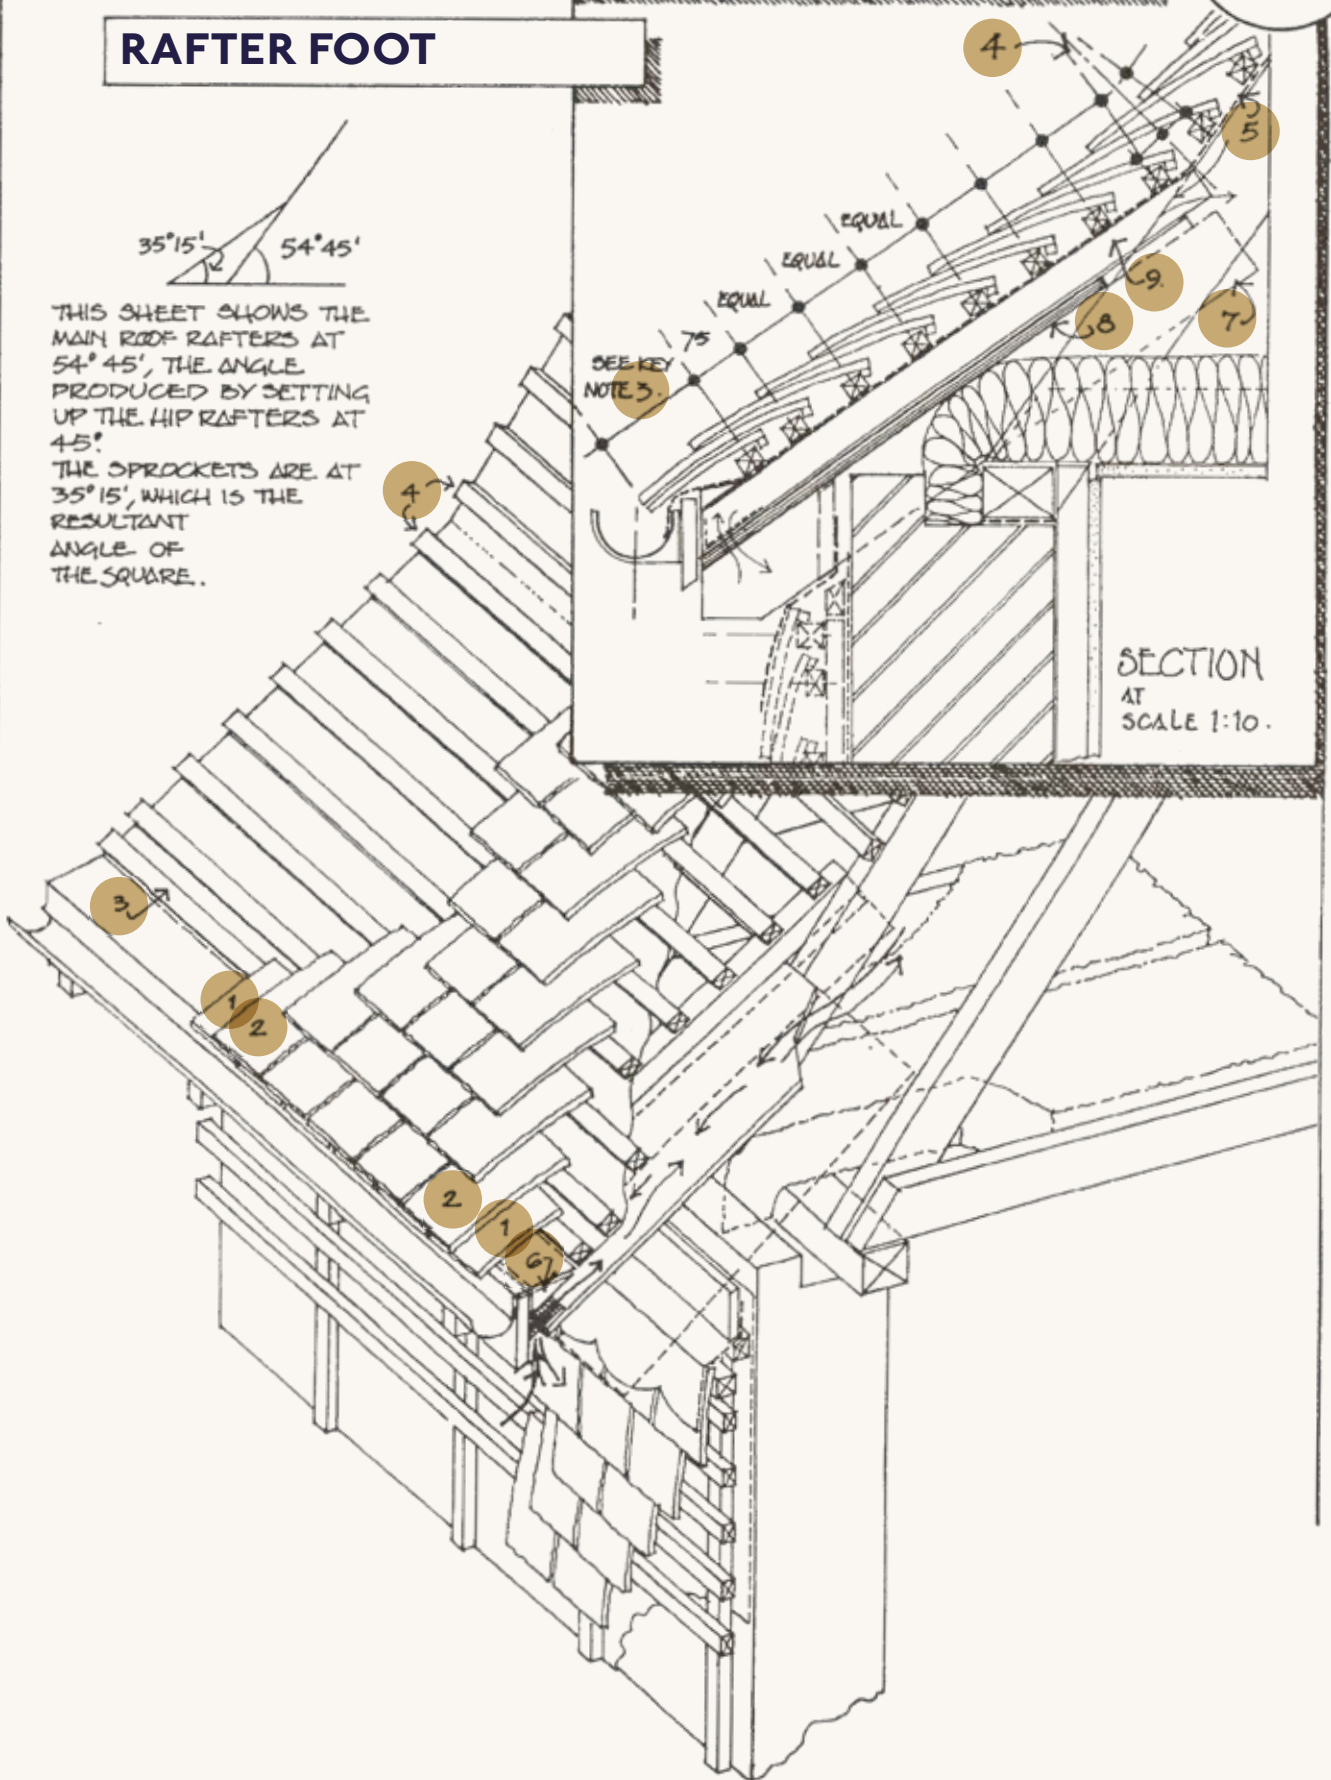 RAFTER FOOT
35°15'
54°45'
THIS SHEET SHOWS THE
MAIN ROOF RAFTERS AT
54°45', THE ANGLE
PRODUCED BY SETTING
UP THE HIP RAFTERS AT
45°.
THE SPROCKETS ARE AT
35°15', WHICH IS THE
RESULTANT
ANGLE OF
THE SQUARE.
4
5
EQUAL
EQUAL
EQUAL
9.
8
7
75
SEE KEY
NOTE 3.
4
SECTION
AT
SCALE 1:10.
3
1
2
2
1
6